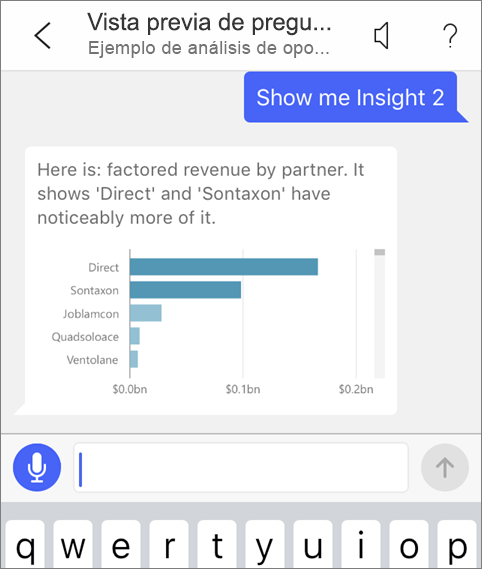 Vista previa de pregu...
Ejemplo de análisis de opo...
?
Show me Insight 2
Here is: factored revenue by partner. It
shows 'Direct' and 'Sontaxon' have
noticeably more of it.
Direct
Sontaxon
Joblamcon
Quadsoloace
Ventolane
$0.0bn $0.1bn $0.2bn
q w e r t y u i o p